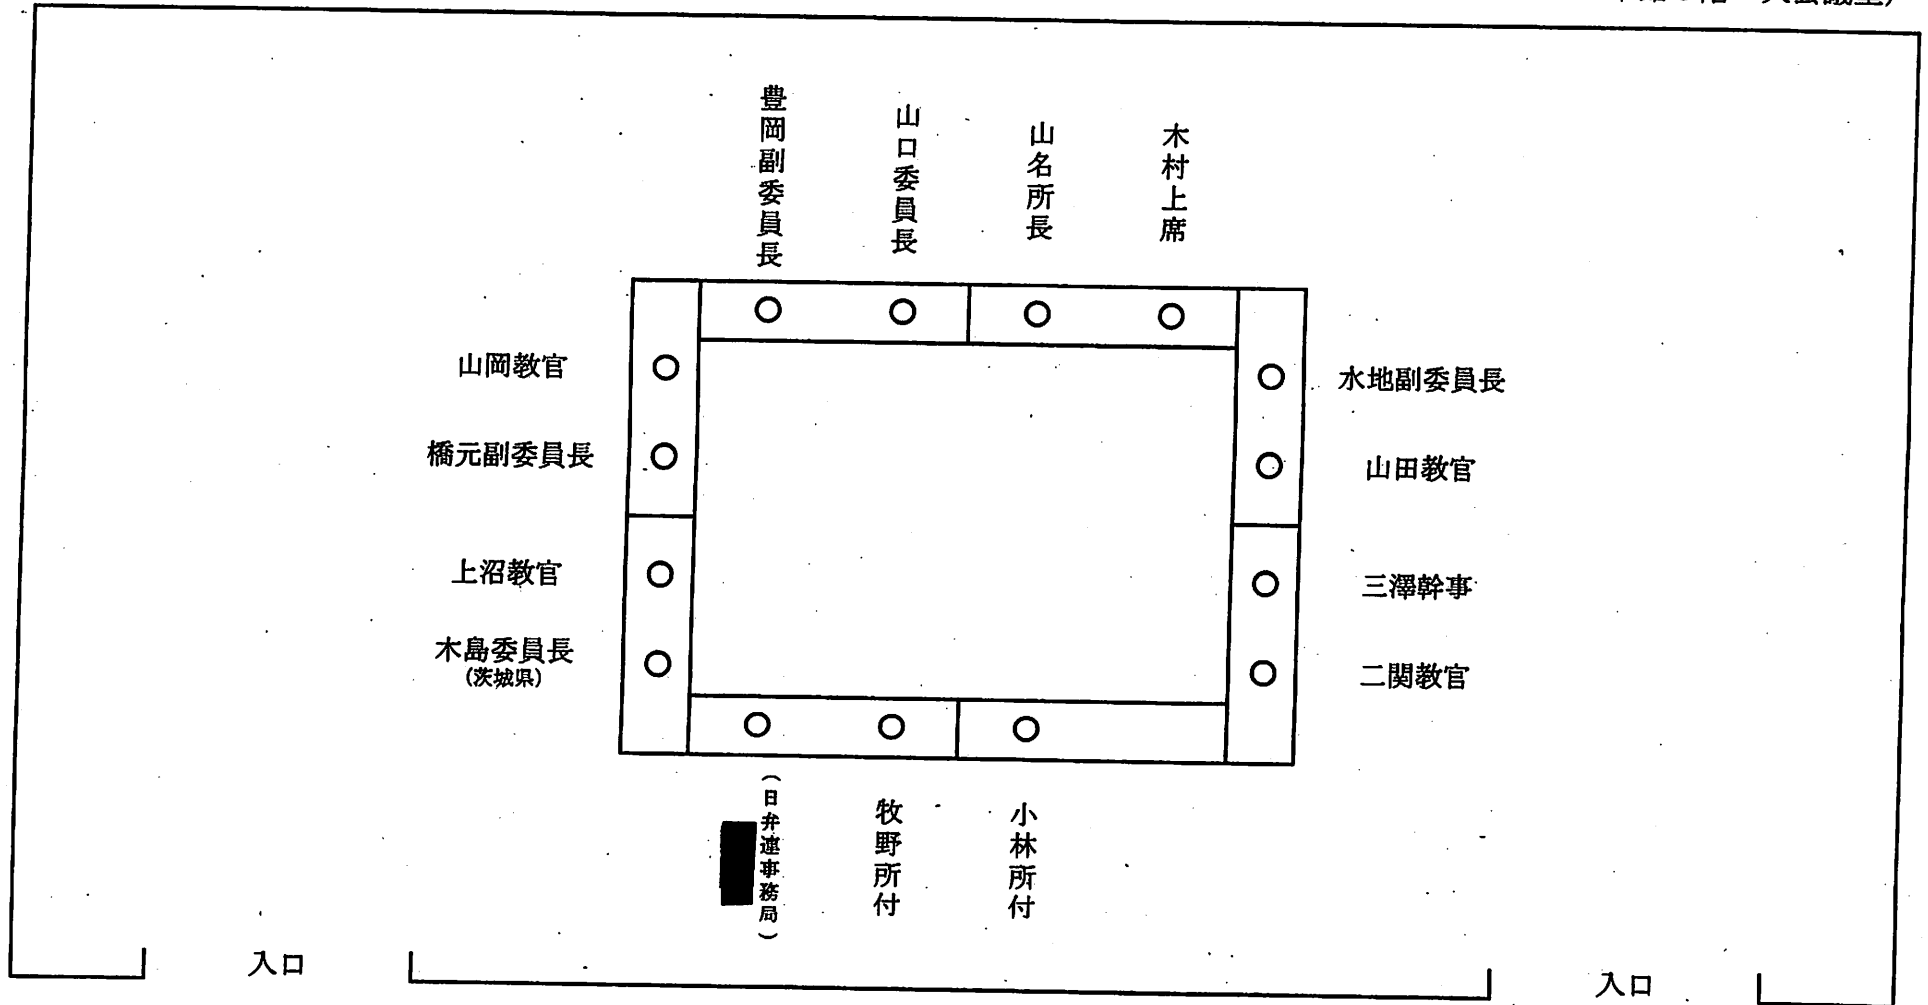 大会議室)
豊岡副委員長
山口委員長
山名所長
木村上席
山岡教官
水地副委員長
橋元副委員長
山田教官
上沼教官
三澤幹事
木島委員長
(茨城県)
二関教官
(日弁連事務局)
牧野所付
小林所付
入口
入口